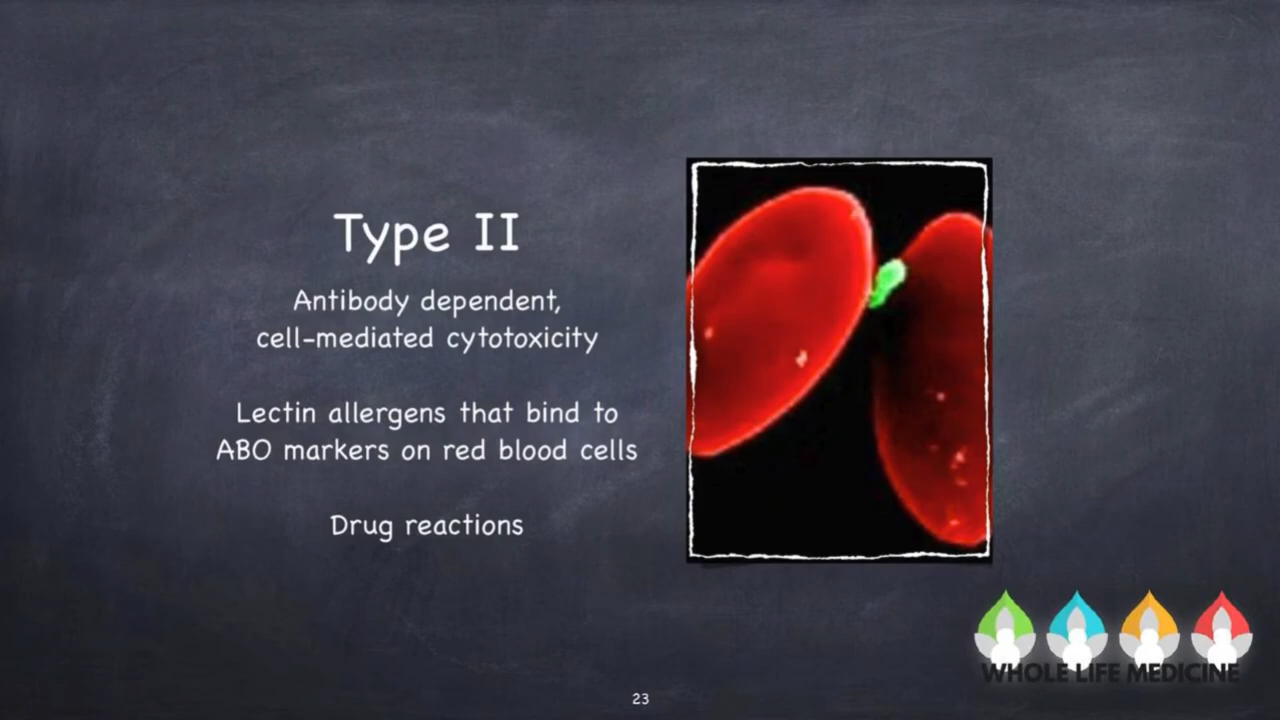 Type II
Antibody dependent,
cell-mediated cytotoxicity
Lectin allergens that bind to
ABO markers on red blood cells
Drug reactions
WHOLE LIFE MEDICINE
23